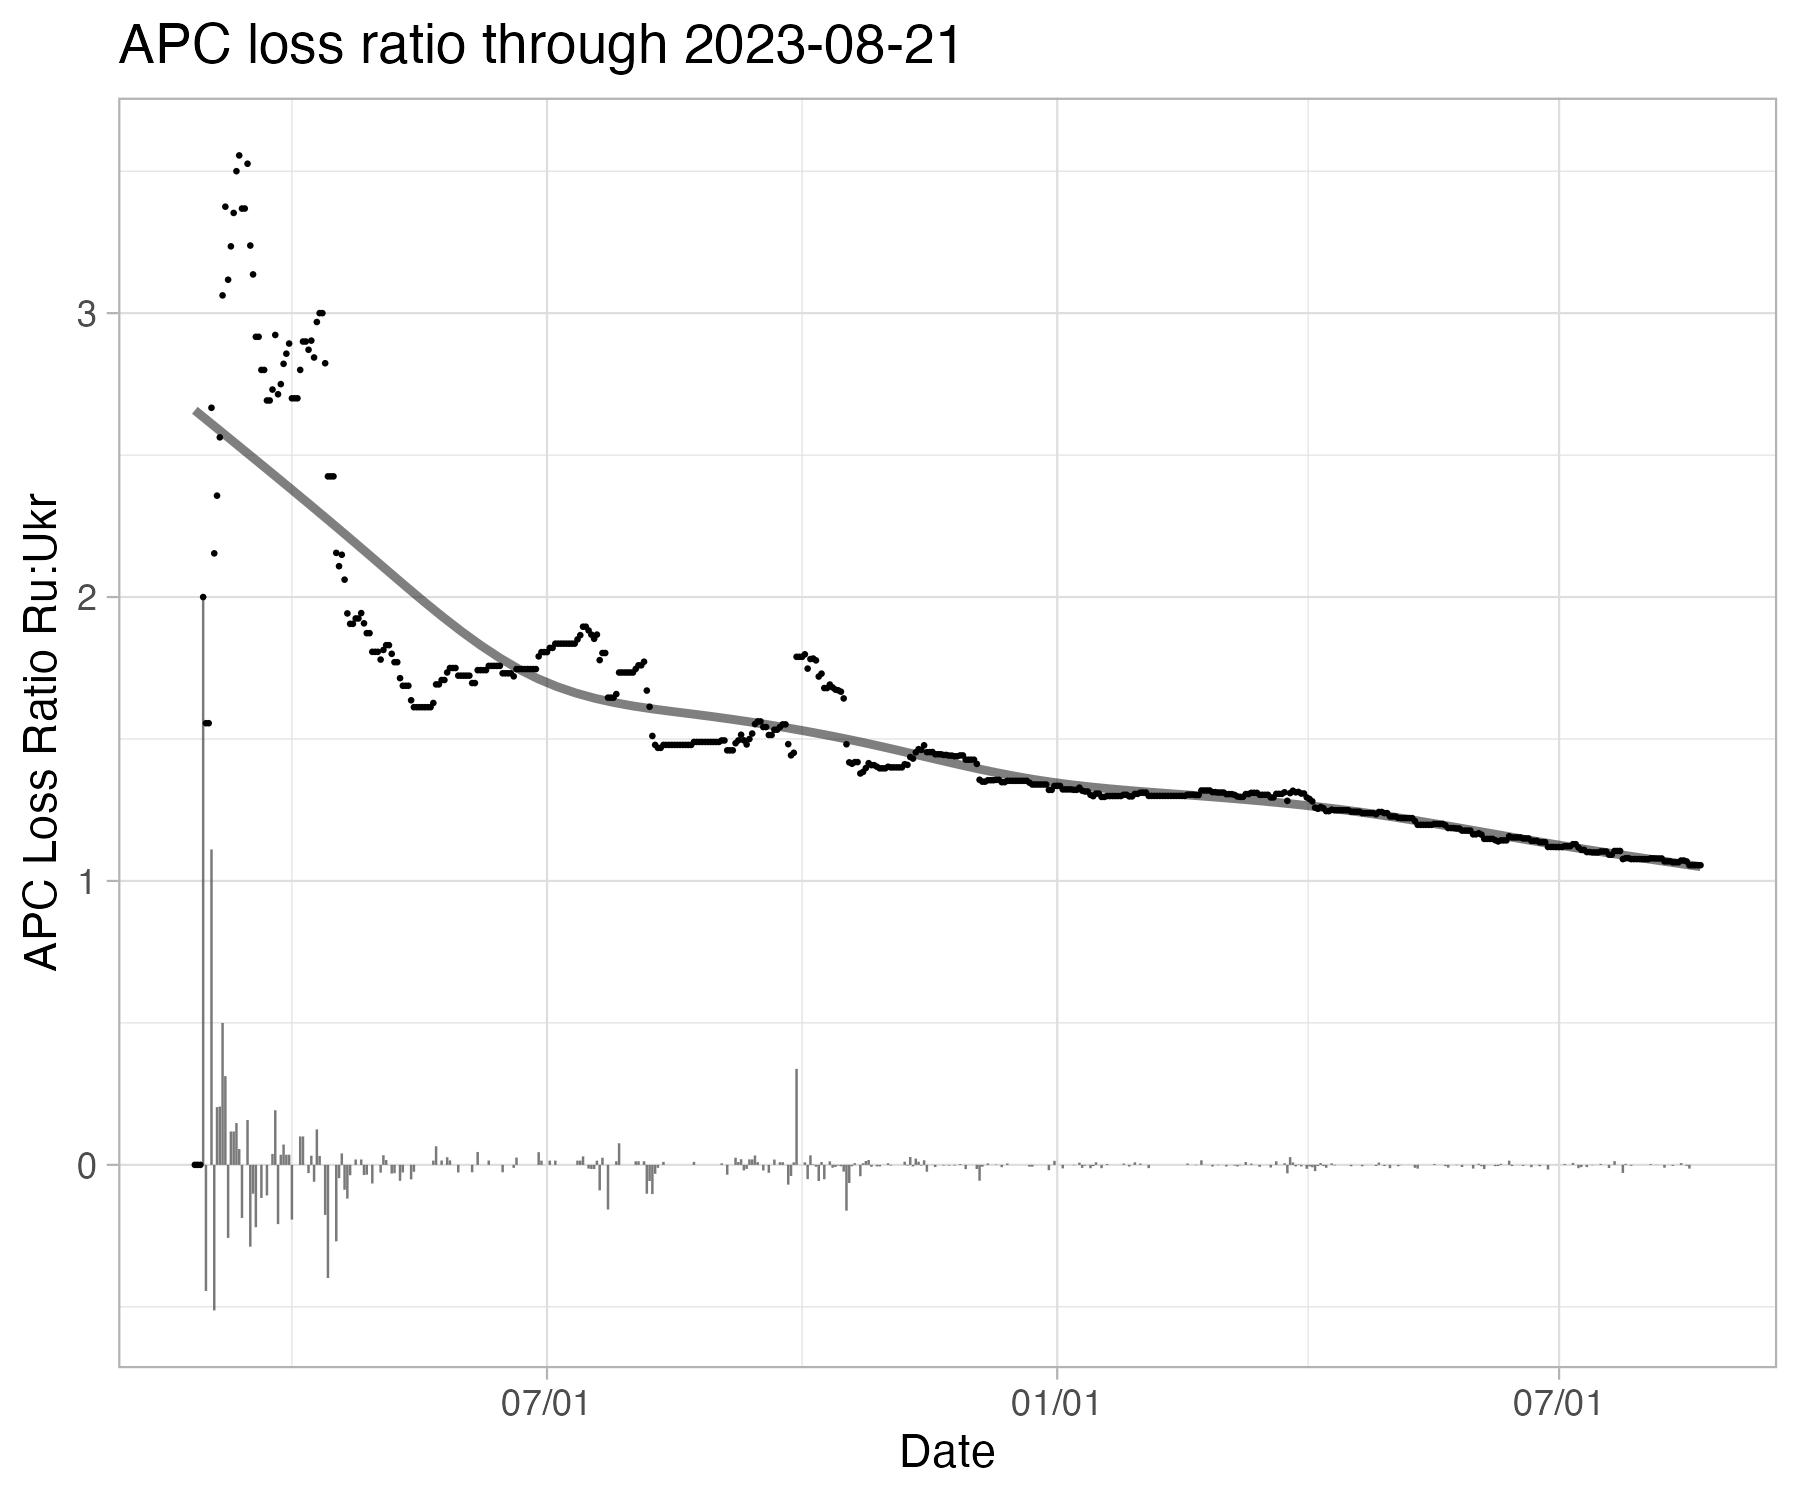 APC loss ratio through 2023-08-21
APC Loss Ratio Ru:Ukr
3
2
1
0
07/01
01/01
07/01
Date